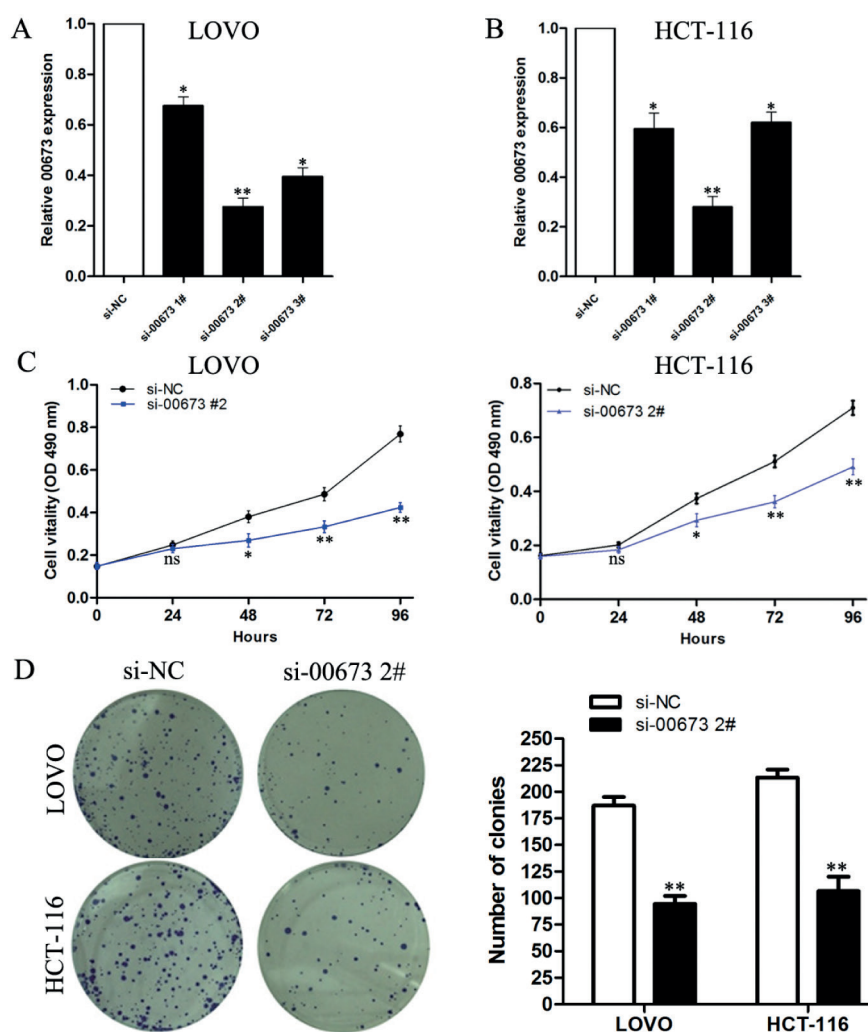 A
LOVO
Relative 00673 expression
1.0
0.8
0.6
0.4
0.2
0.0
*
**
*
si-NC
si-00673 1#
si-00673 2#
si-00673 3#
B
HCT-116
Relative 00673 expression
1.0
0.8
0.6
0.4
0.2
0.0
*
**
*
si-NC
si-00673 1#
si-00673 2#
si-00673 3#
C
LOVO
si-NC
si-00673 #2
Cell vitality (OD 490 nm)
1.0
0.8
0.6
0.4
0.2
0.0
ns
*
**
**
0
24
48
72
96
Hours
HCT-116
si-NC
si-00673 2#
Cell vitality (OD 490 nm)
0.8
0.6
0.4
0.2
0.0
ns
*
**
**
0
24
48
72
96
Hours
D
si-NC
si-00673 2#
LOVO
HCT-116
si-NC
si-00673 2#
Number of clonies
250
225
200
175
150
125
100
75
50
25
0
**
**
LOVO
HCT-116